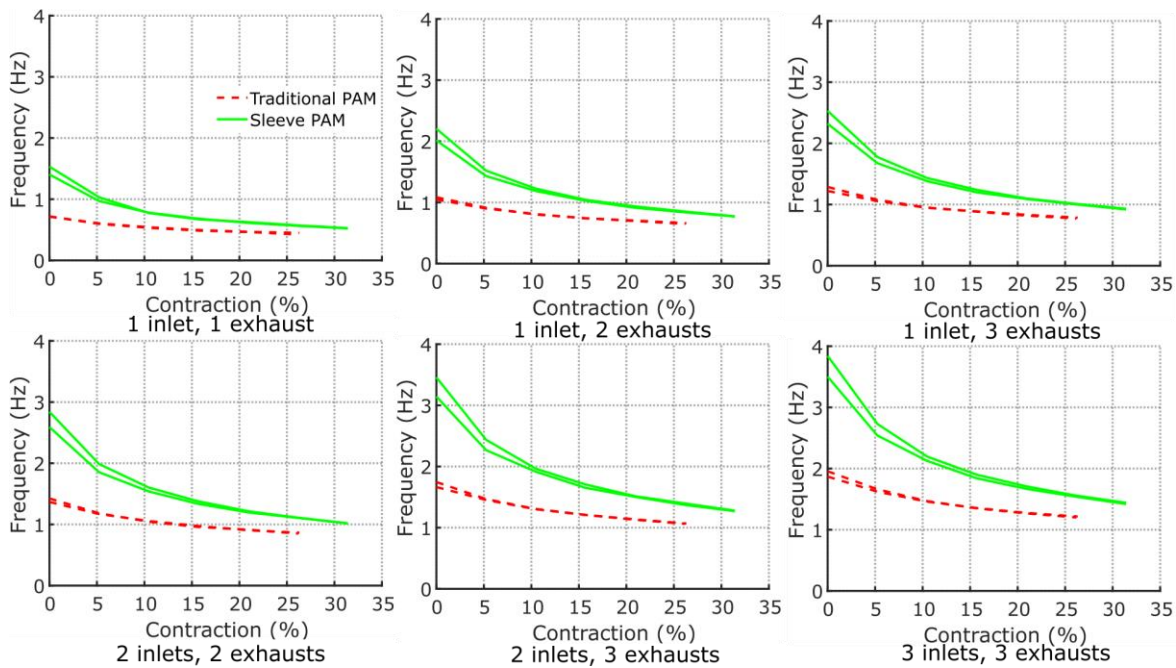 4
3
2
1
0
Frequency (Hz)
Traditional PAM
Sleeve PAM
0 5 10 15 20 25 30 35
Contraction (%)
1 inlet, 1 exhaust
4
3
2
1
0
Frequency (Hz)
0 5 10 15 20 25 30 35
Contraction (%)
1 inlet, 2 exhausts
4
3
2
1
0
Frequency (Hz)
0 5 10 15 20 25 30 35
Contraction (%)
1 inlet, 3 exhausts
4
3
2
1
0
Frequency (Hz)
0 5 10 15 20 25 30 35
Contraction (%)
2 inlets, 2 exhausts
4
3
2
1
0
Frequency (Hz)
0 5 10 15 20 25 30 35
Contraction (%)
2 inlets, 3 exhausts
4
3
2
1
0
Frequency (Hz)
0 5 10 15 20 25 30 35
Contraction (%)
3 inlets, 3 exhausts